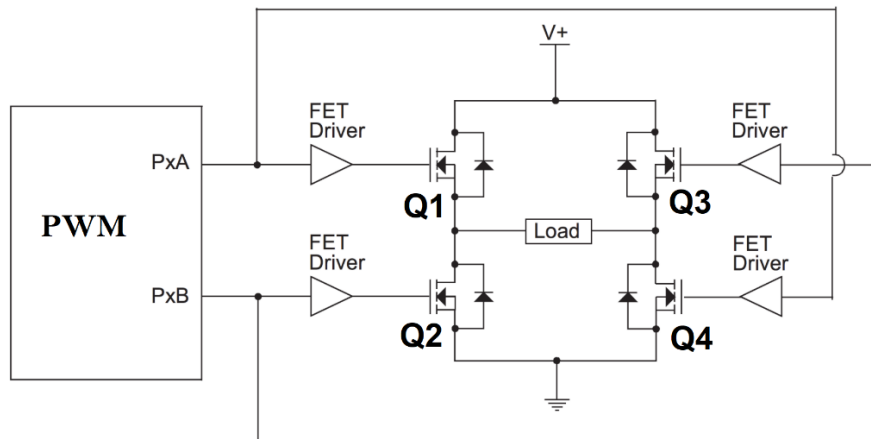 V+
FET
Driver
FET
Driver
PxA
Q1
Q3
PWM
Load
FET
Driver
FET
Driver
PxB
Q2
Q4